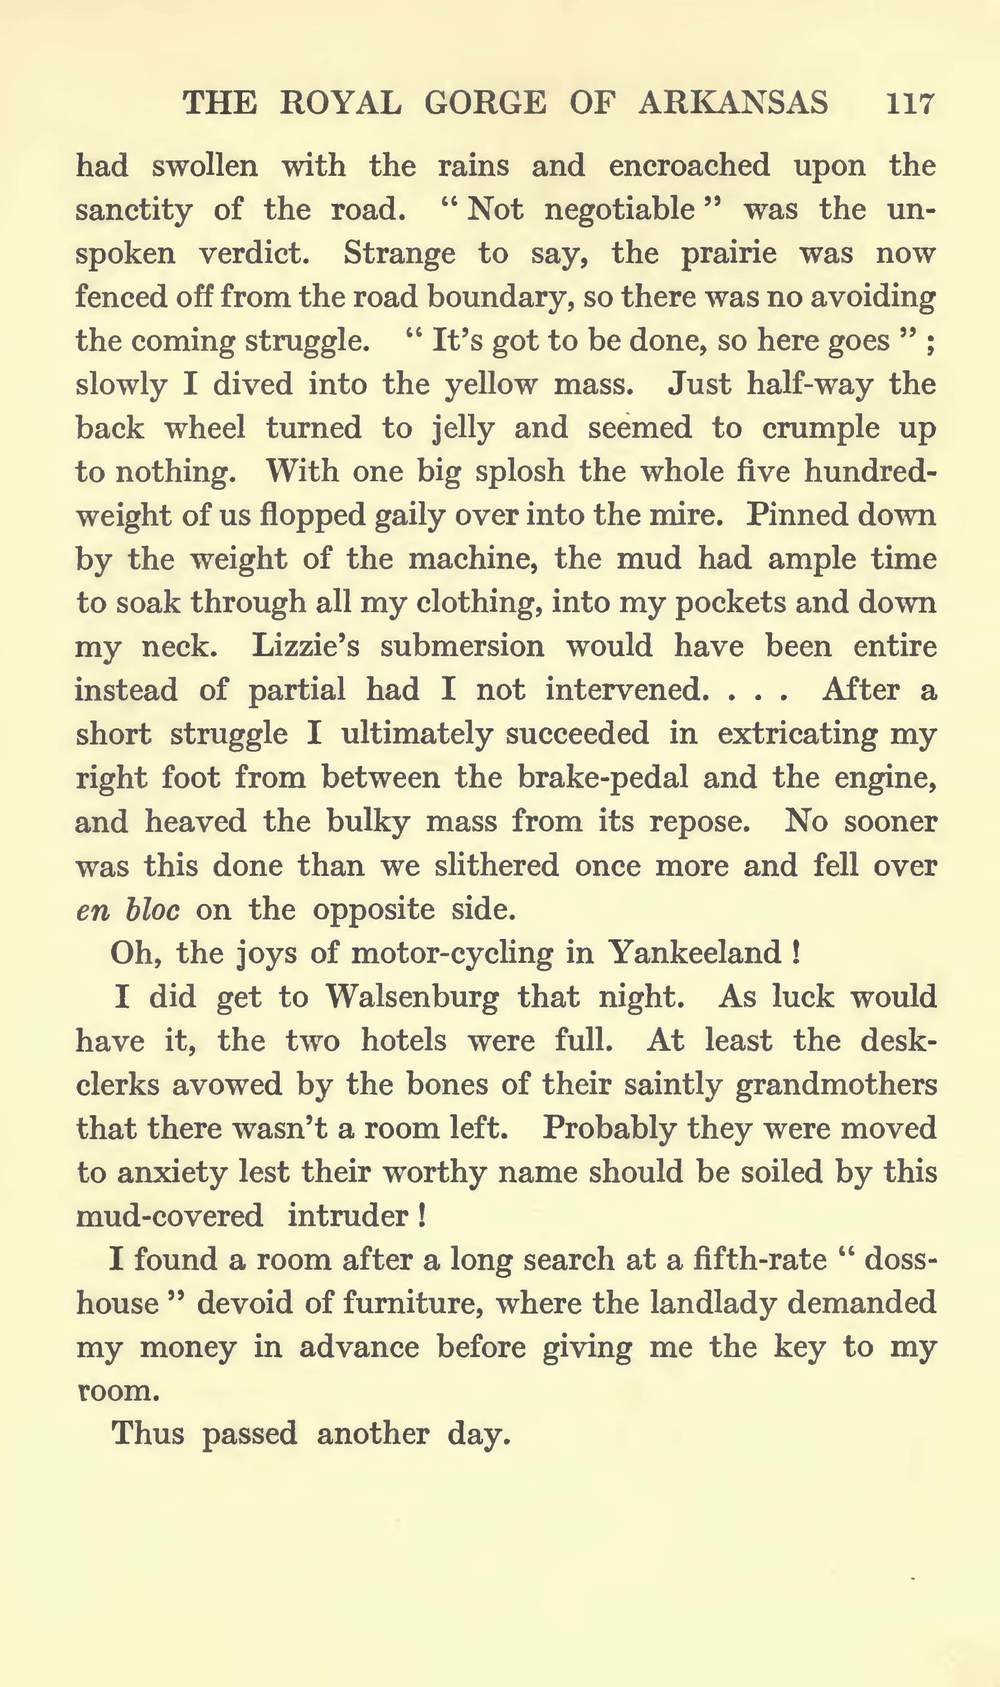 THE ROYAL GORGE OF ARKANSAS 117
had swollen with the rains and encroached upon the
sanctity of the road. “ Not negotiable ” was the un-
spoken verdict. Strange to say, the prairie was now
fenced off from the road boundary, so there was no avoiding
the coming struggle. “ It’s got to be done, so here goes ” ;
slowly I dived into the yellow mass. Just half-way the
back wheel turned to jelly and seemed to crumple up
to nothing. With one big splosh the whole five hundred-
weight of us flopped gaily over into the mire. Pinned down
by the weight of the machine, the mud had ample time
to soak through all my clothing, into my pockets and down
my neck. Lizzie’s submersion would have been entire
instead of partial had I not intervened. . . . After a
short struggle I ultimately succeeded in extricating my
right foot from between the brake-pedal and the engine,
and heaved the bulky mass from its repose. No sooner
was this done than we slithered once more and fell over
en bloc on the opposite side.
Oh, the joys of motor-cycling in Yankeeland !
I did get to Walsenburg that night. As luck would
have it, the two hotels were full. At least the desk-
clerks avowed by the bones of their saintly grandmothers
that there wasn’t a room left. Probably they were moved
to anxiety lest their worthy name should be soiled by this
mud-covered intruder !
I found a room after a long search at a fifth-rate “ doss-
house ” devoid of furniture, where the landlady demanded
my money in advance before giving me the key to my
room.
Thus passed another day.